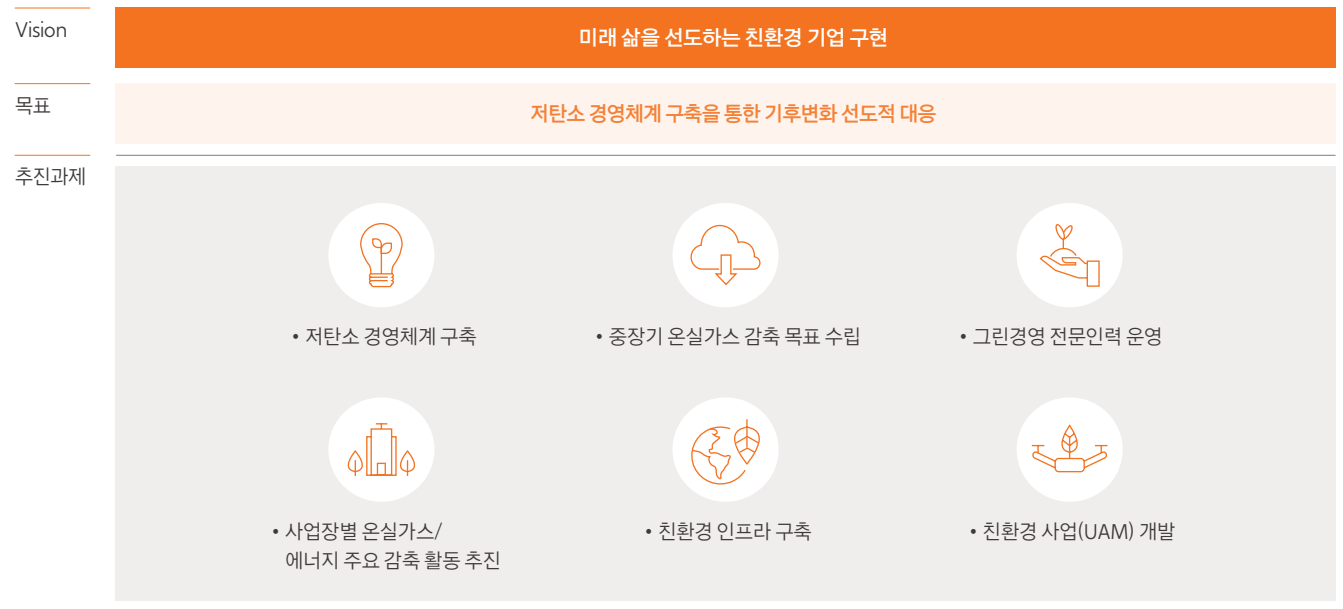 Vision
미래 삶을 선도하는 친환경 기업 구현
목표
저탄소 경영체계 구축을 통한 기후변화 선도적 대응
추진과제
• 저탄소 경영체계 구축
• 중장기 온실가스 감축 목표 수립
• 그린경영 전문인력 운영
• 사업장별 온실가스/
에너지 주요 감축 활동 추진
• 친환경 인프라 구축
• 친환경 사업(UAM) 개발